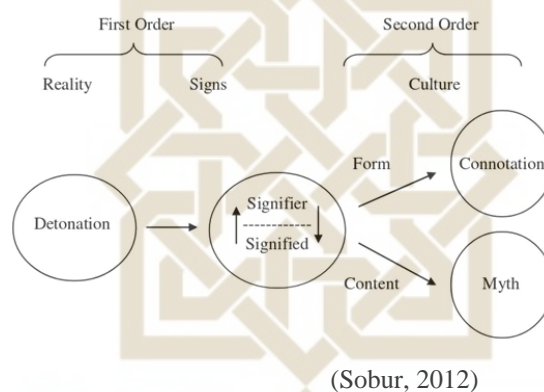 First Order
Second Order
Reality
Signs
Culture
Form
Connotation
Detonation
Signifier
Signified
Content
Myth
(Sobur, 2012)